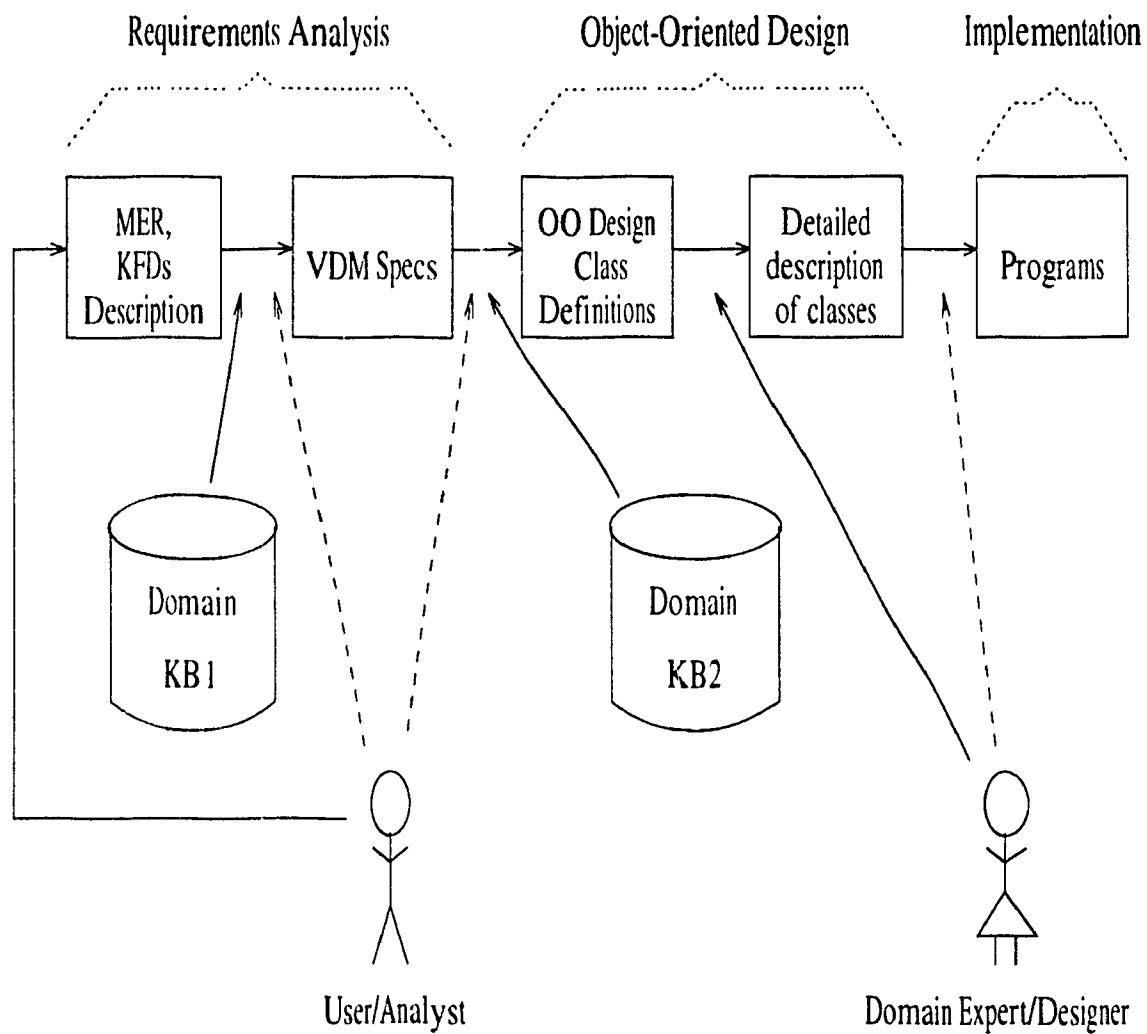 Requirements Analysis
Object-Oriented Design
Implementation
MER,
KFDs
Description
VDM Specs
OO Design
Class
Definitions
Detailed
description
of classes
Programs
Domain
KB1
Domain
KB2
User/Analyst
Domain Expert/Designer